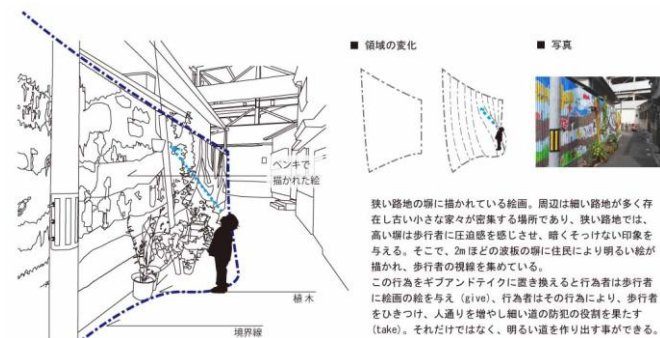 ■ 領域の変化
■ 写真
ペンキで
描かれた絵
植木
境界線
狭い路地の塀に描かれている絵画。周辺は細い路地が多く存
在し古い小さな家々が密集する場所であり、狭い路地では、
高い塀は歩行者に圧迫感を感じさせ、暗くそっけない印象を
与える。そこで、2mほどの波板の塀に住民により明るい絵が
描かれ、歩行者の視線を集めている。
この行為をギブアンドテイクに置き換えると行為者は歩行者
に絵画の絵を与え (give)、行為者はその行為により、歩行者
をひきつけ、人通りを増やし細い道の防犯の役割を果たす
(take)。それだけではなく、明るい道を作り出す事ができる。